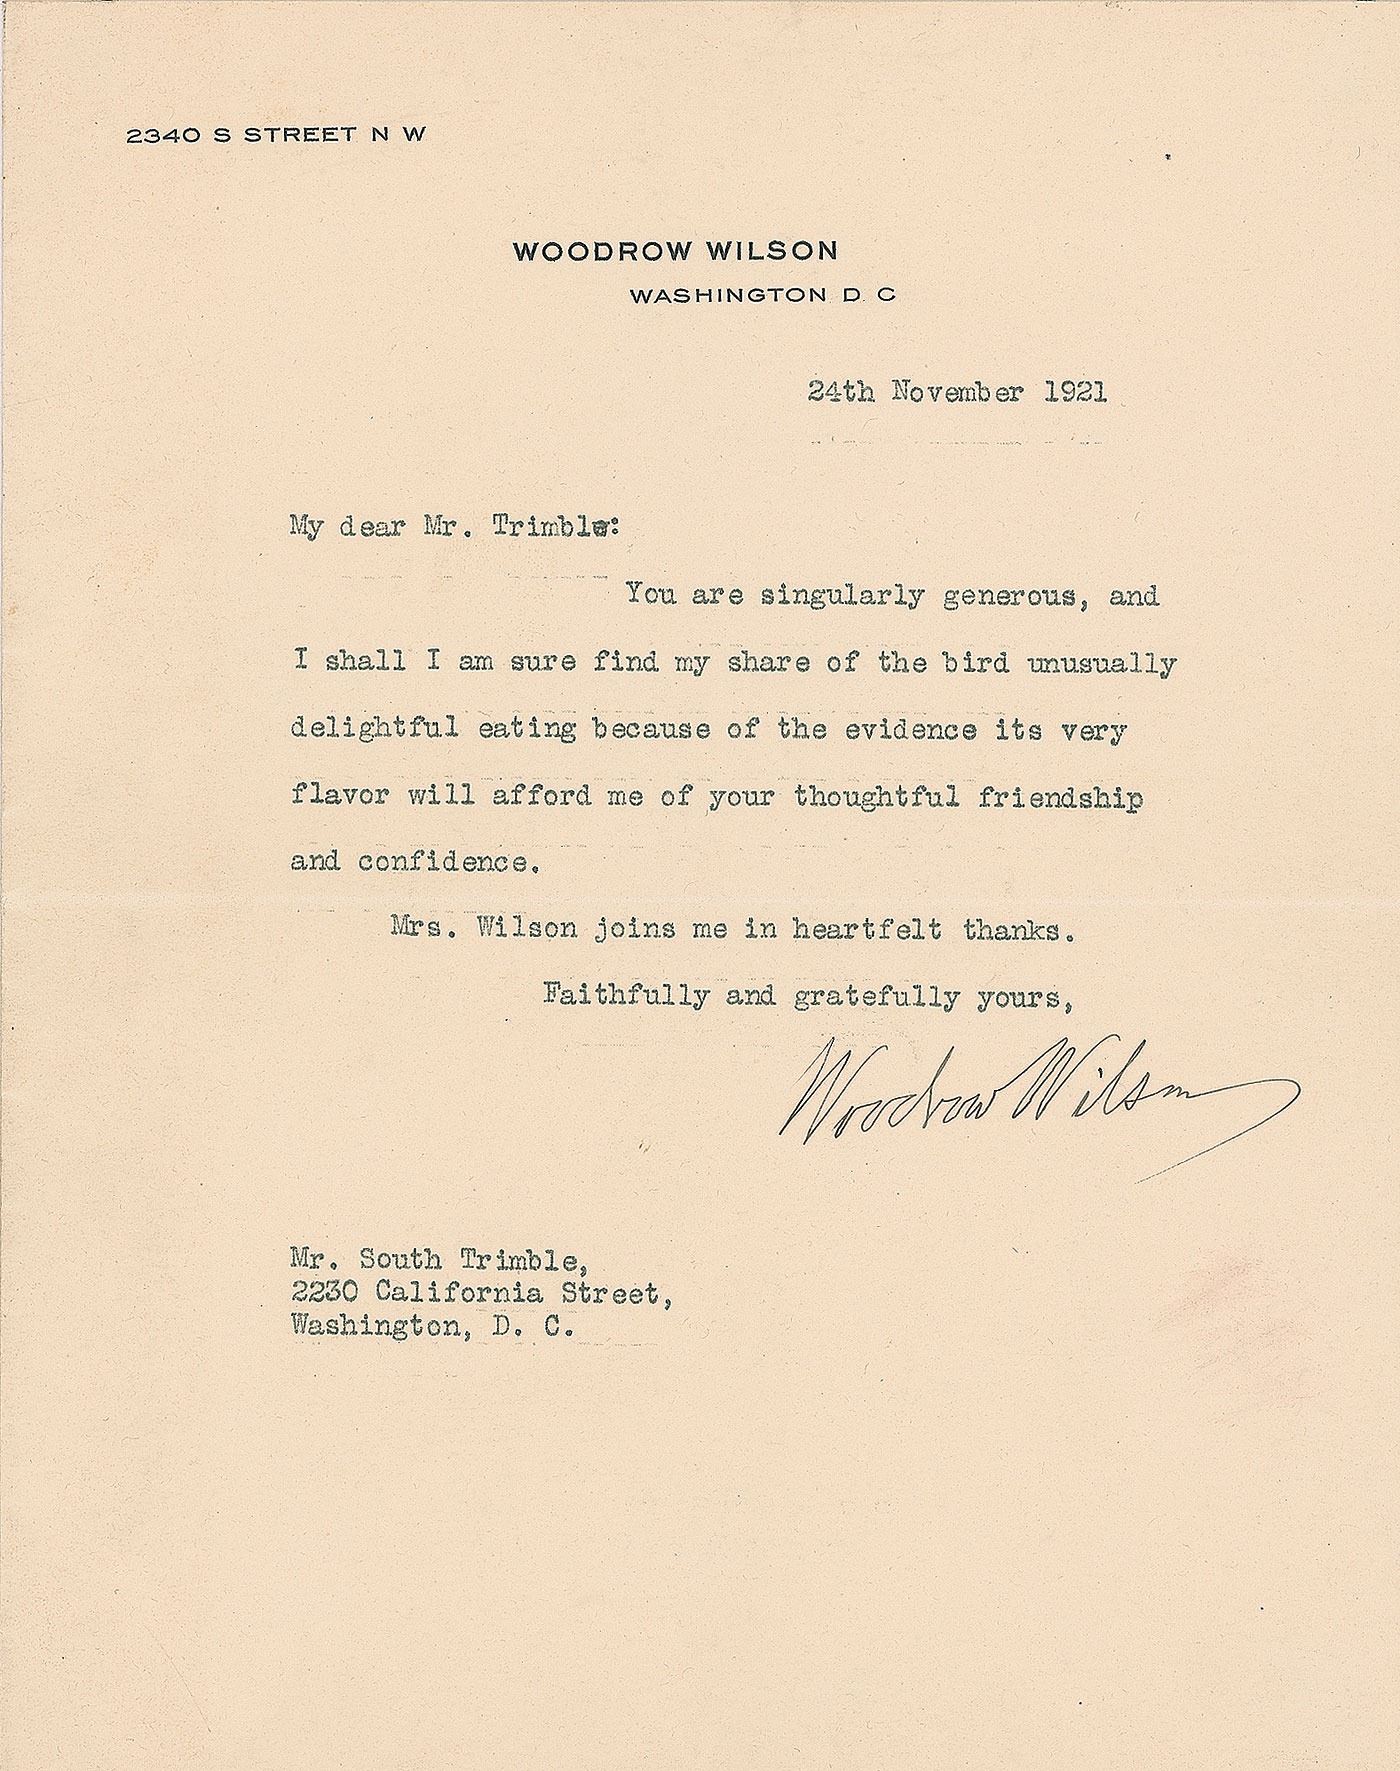 2340 S STREET N W
WOODROW WILSON
WASHINGTON D. C
24th November 1921
My dear Mr. Trimble:
You are singularly generous, and
I shall I am sure find my share of the bird unusually
delightful eating because of the evidence its very
flavor will afford me of your thoughtful friendship
and confidence.
Mrs. Wilson joins me in heartfelt thanks.
Faithfully and gratefully yours,
Woodrow Wilson
Mr. South Trimble,
2230 California Street,
Washington, D. C.